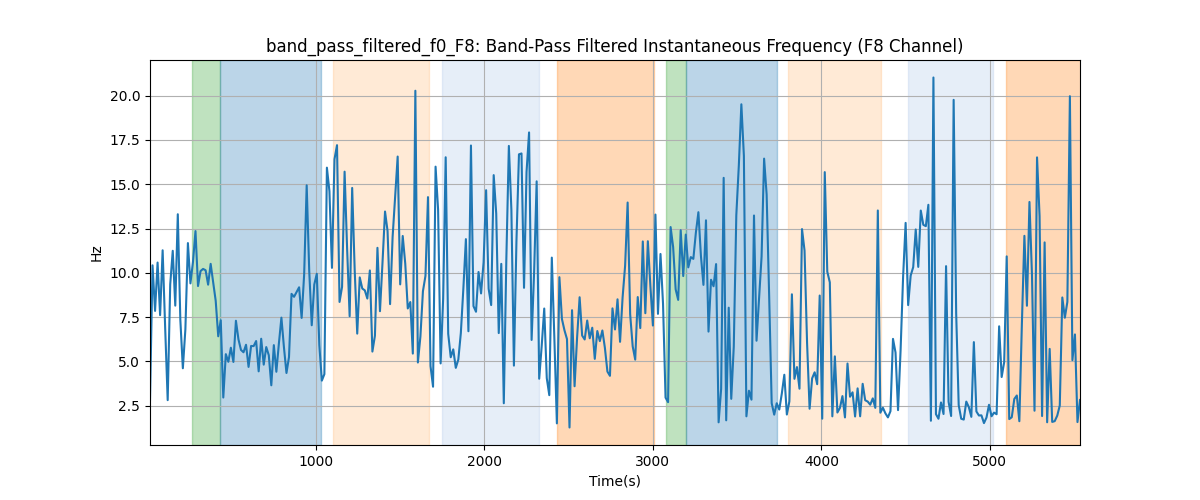 band_pass_filtered_f0_F8: Band-Pass Filtered Instantaneous Frequency (F8 Channel)
20.0
17.5
15.0
12.5
10.0
7.5
5.0
2.5
Hz
1000 2000 3000 4000 5000
Time(s)